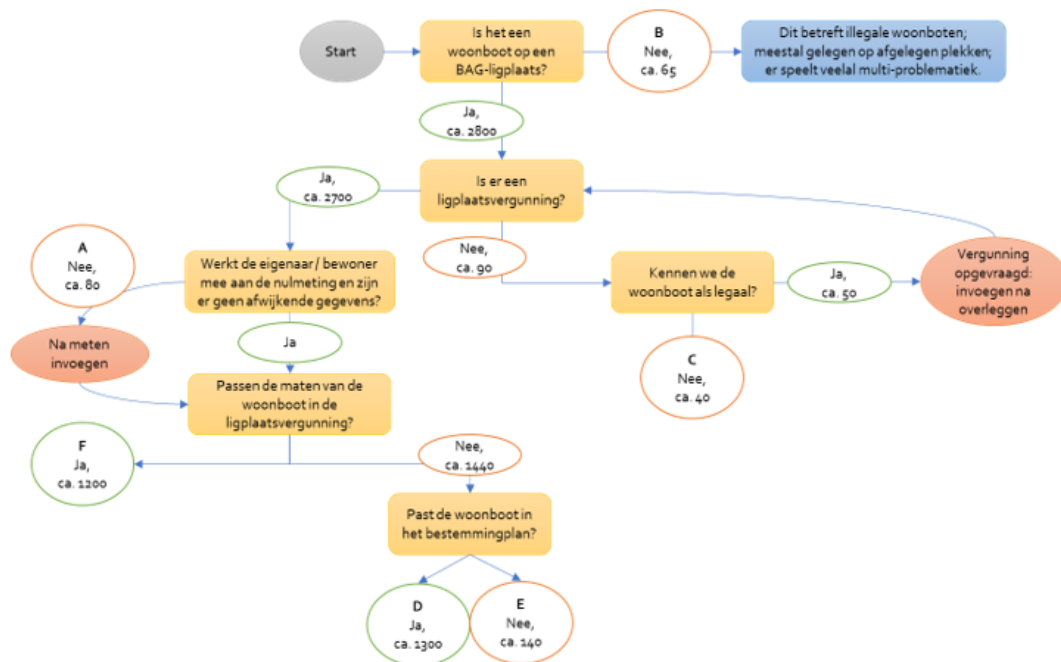 Start
Is het een
woonboot op een
BAG-ligplaats?
B
Nee,
ca. 65
Dit betreft illegale woonboten;
meestal gelegen op afgelegen plekken;
er speelt veelal multi-problematiek.
Ja,
ca. 2800
Is er een
ligplaatsvergunning?
Ja,
ca. 2700
Nee,
ca. 90
A
Nee,
ca. 80
Werkt de eigenaar / bewoner
mee aan de nulmeting en zijn
er geen afwijkende gegevens?
Kennen we de
woonboot als legaal?
Ja,
ca. 50
Vergunning
opgevraagd:
invoegen na
overleggen
Na meten
invoegen
Ja
C
Nee,
ca. 40
Passen de maten van de
woonboot in de
ligplaatsvergunning?
F
Ja,
ca. 1200
Nee,
ca. 1440
Past de woonboot in
het bestemmingplan?
D
Ja,
ca. 1300
E
Nee,
ca. 140